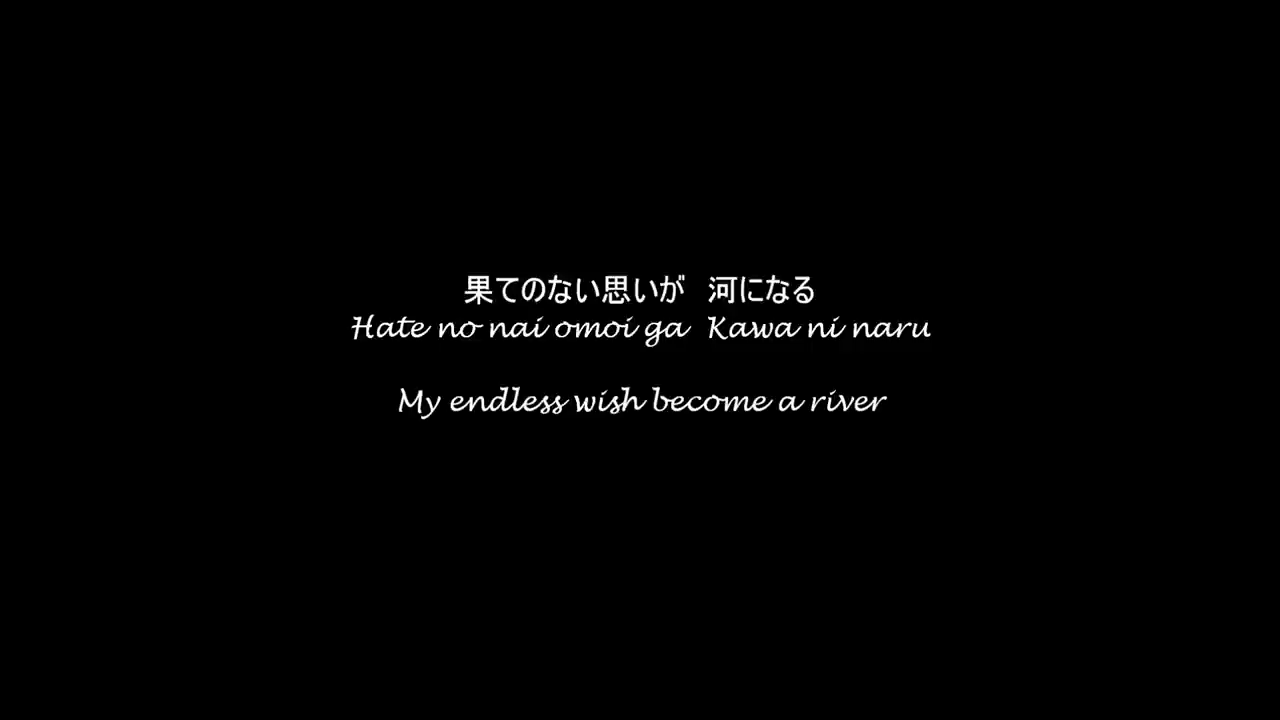 果てのない思いが　河になる
Hate no nai omoi ga  Kawa ni naru
My endless wish become a river